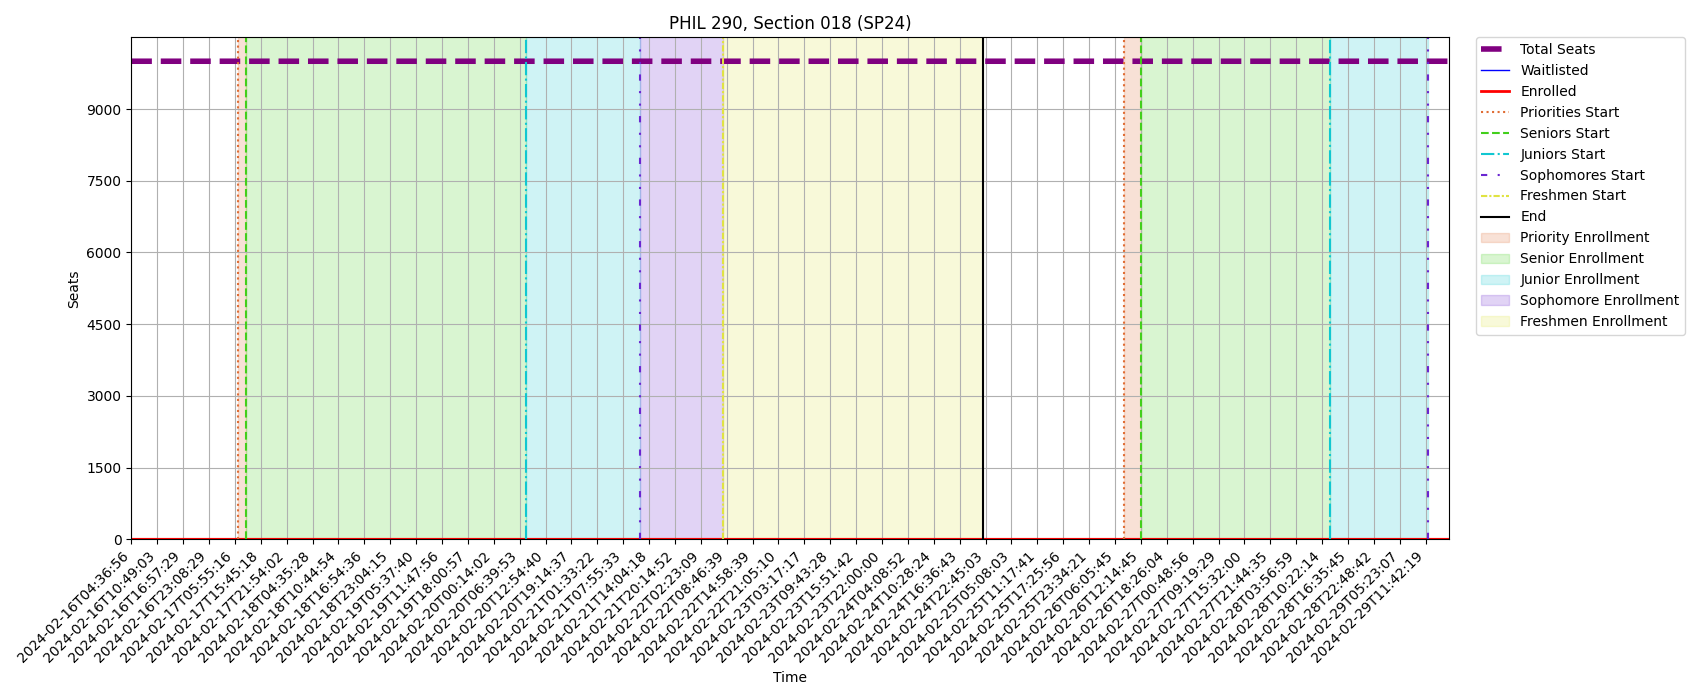 PHIL 290, Section 018 (SP24)
Total Seats
Waitlisted
Enrolled
Priorities Start
Seniors Start
Juniors Start
Sophomores Start
Freshmen Start
End
Priority Enrollment
Senior Enrollment
Junior Enrollment
Sophomore Enrollment
Freshmen Enrollment
Seats
9000
7500
6000
4500
3000
1500
0
2024-02-16T04:36:56
2024-02-16T10:49:03
2024-02-16T16:57:29
2024-02-16T23:08:29
2024-02-17T05:55:16
2024-02-17T15:45:18
2024-02-17T21:54:02
2024-02-18T04:35:28
2024-02-18T10:44:54
2024-02-18T16:54:36
2024-02-18T23:04:15
2024-02-19T05:37:40
2024-02-19T11:47:56
2024-02-19T18:00:57
2024-02-20T00:14:02
2024-02-20T06:39:53
2024-02-20T12:54:40
2024-02-20T19:14:37
2024-02-21T01:33:22
2024-02-21T07:55:33
2024-02-21T14:04:18
2024-02-21T20:14:52
2024-02-22T02:23:09
2024-02-22T08:46:39
2024-02-22T14:58:39
2024-02-22T21:05:10
2024-02-23T03:17:17
2024-02-23T09:43:28
2024-02-23T15:51:42
2024-02-23T22:00:00
2024-02-24T04:08:52
2024-02-24T10:28:24
2024-02-24T16:36:43
2024-02-24T22:45:03
2024-02-25T05:08:03
2024-02-25T11:17:41
2024-02-25T17:25:56
2024-02-25T23:34:21
2024-02-26T06:05:45
2024-02-26T12:14:45
2024-02-26T18:26:04
2024-02-27T00:48:56
2024-02-27T09:19:29
2024-02-27T15:32:00
2024-02-27T21:44:35
2024-02-28T03:56:59
2024-02-28T10:22:14
2024-02-28T16:35:45
2024-02-28T22:48:42
2024-02-29T05:23:07
2024-02-29T11:42:19
Time